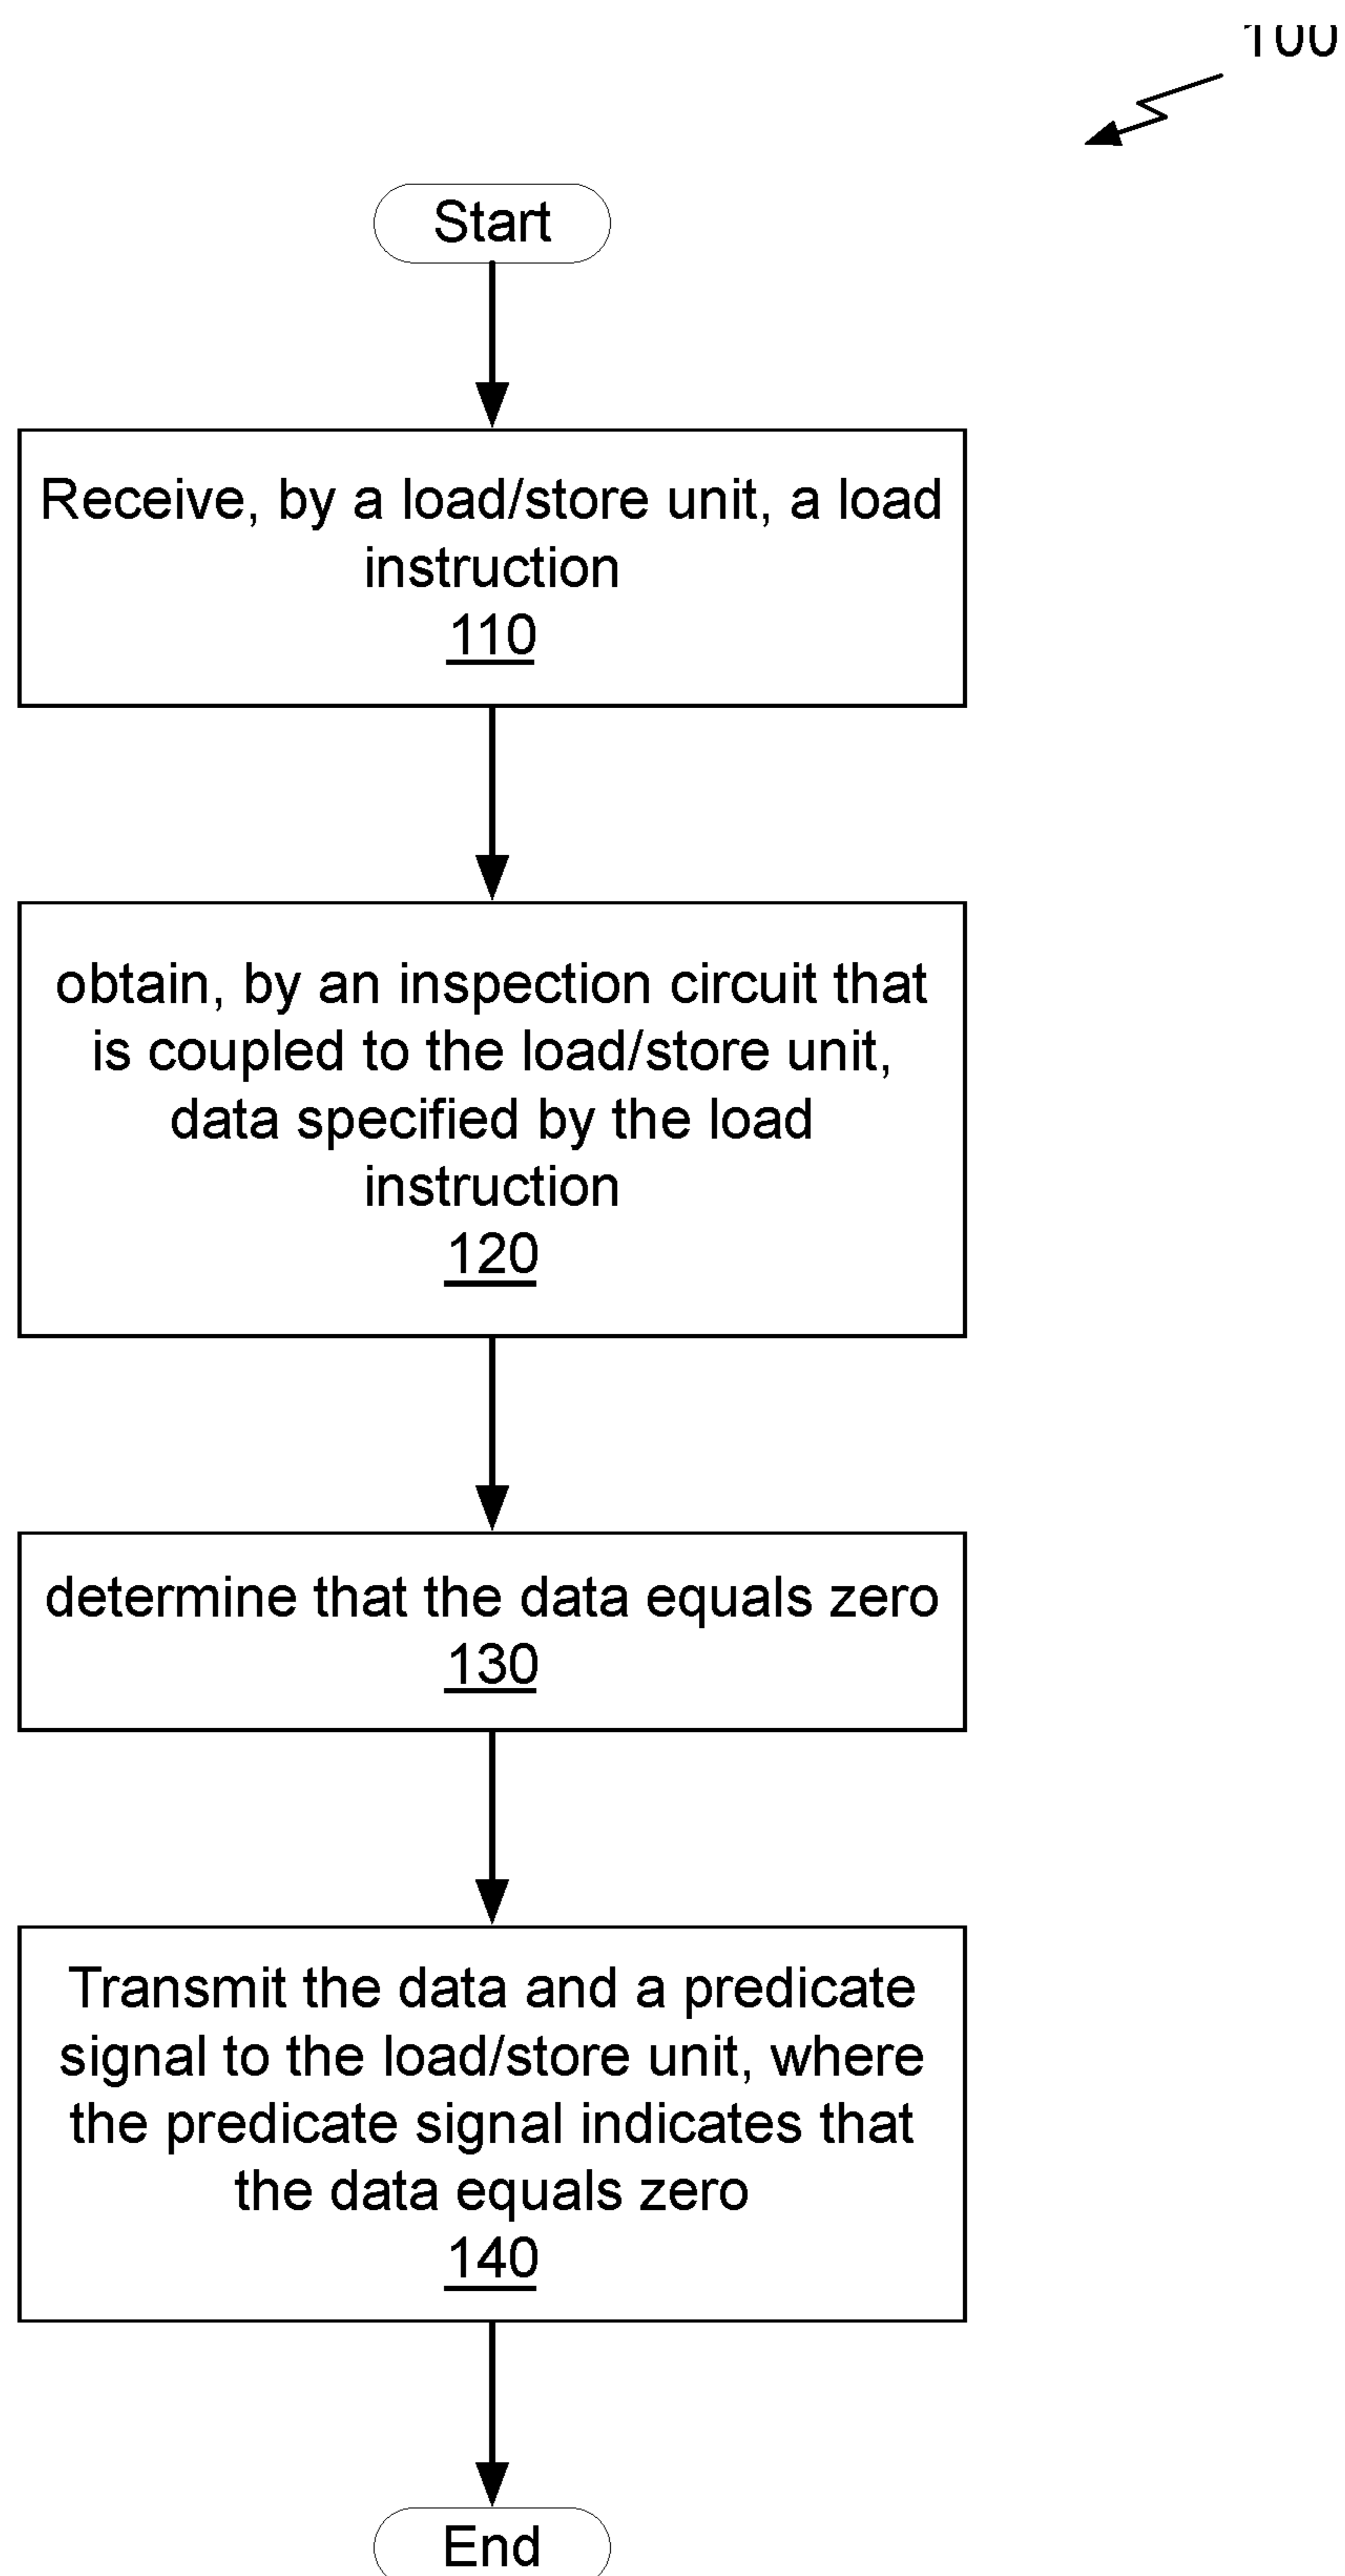 100
Start
Receive, by a load/store unit, a load
instruction
110
obtain, by an inspection circuit that
is coupled to the load/store unit,
data specified by the load
instruction
120
determine that the data equals zero
130
Transmit the data and a predicate
signal to the load/store unit, where
the predicate signal indicates that
the data equals zero
140
End